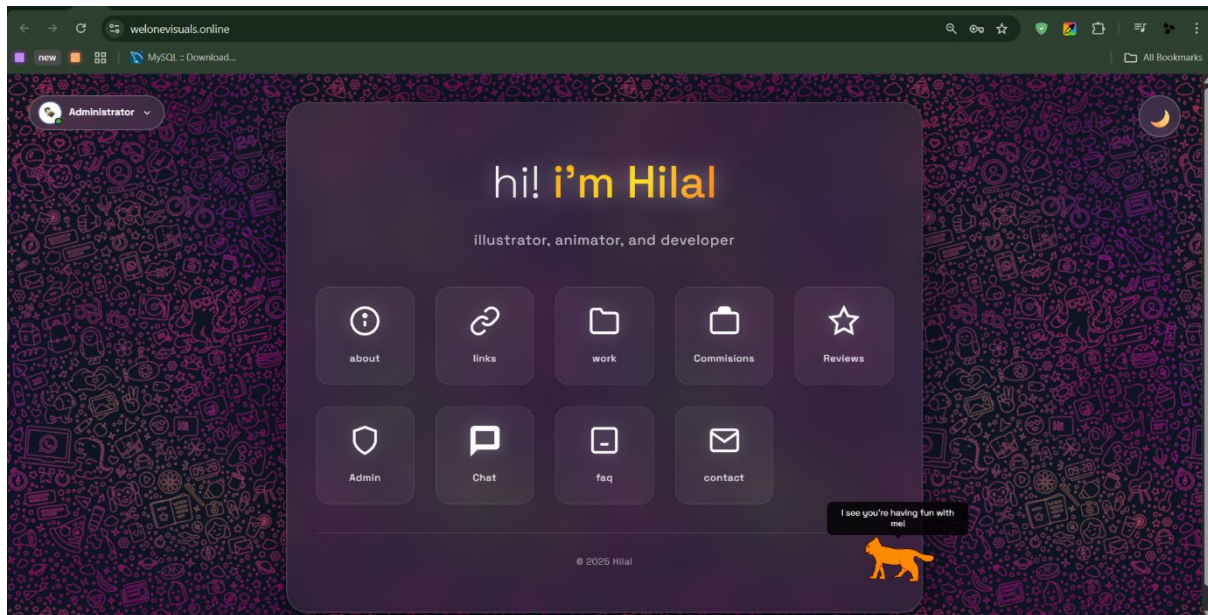 welonevisuals.online
new
MySQL :: Download...
All Bookmarks
Administrator
hi! i'm Hilal
illustrator, animator, and developer
about
links
work
Commisions
Reviews
Admin
Chat
faq
contact
I see you're having fun with
me!
© 2025 Hilal